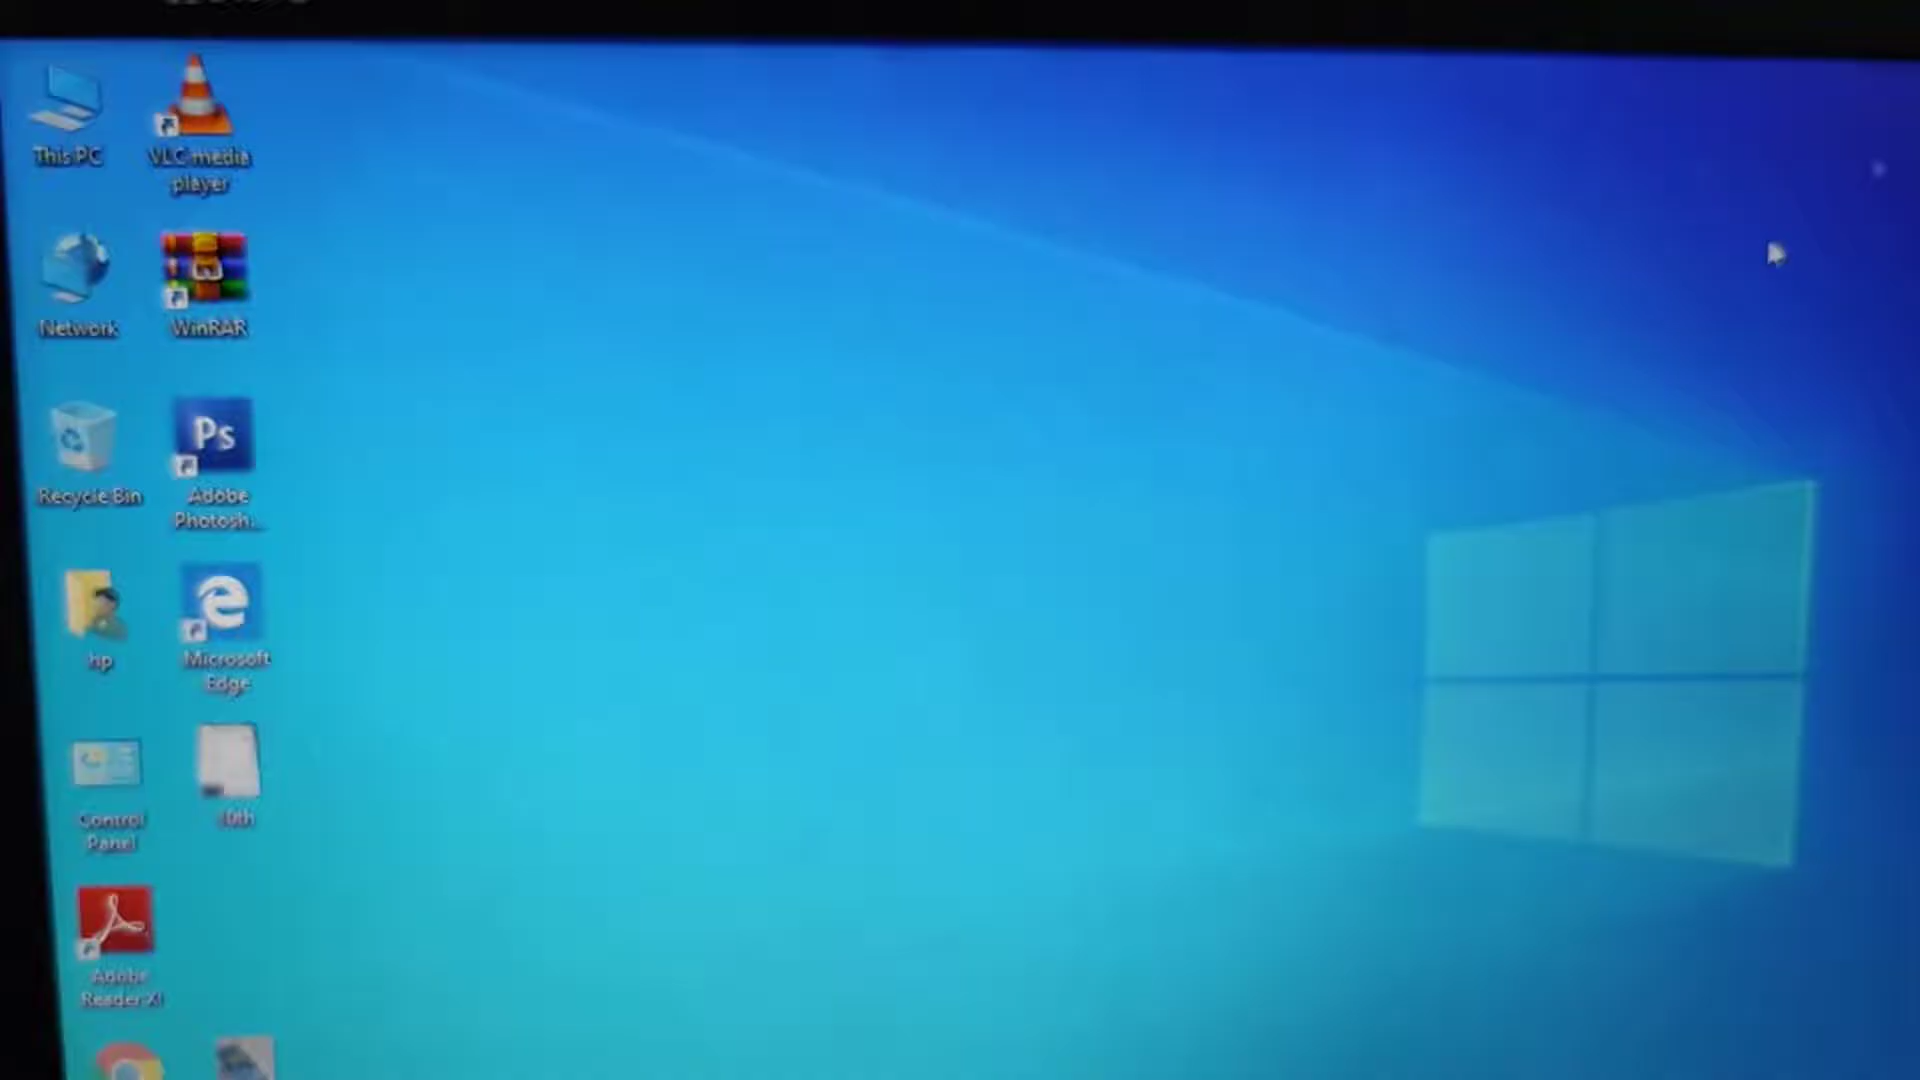 This PC
VLC media
player
Network
WinRAR
Ps
Recycle Bin
Adobe
Photosh...
hp
Microsoft
Edge
Control
Panel
10th
Adobe
Reader XI